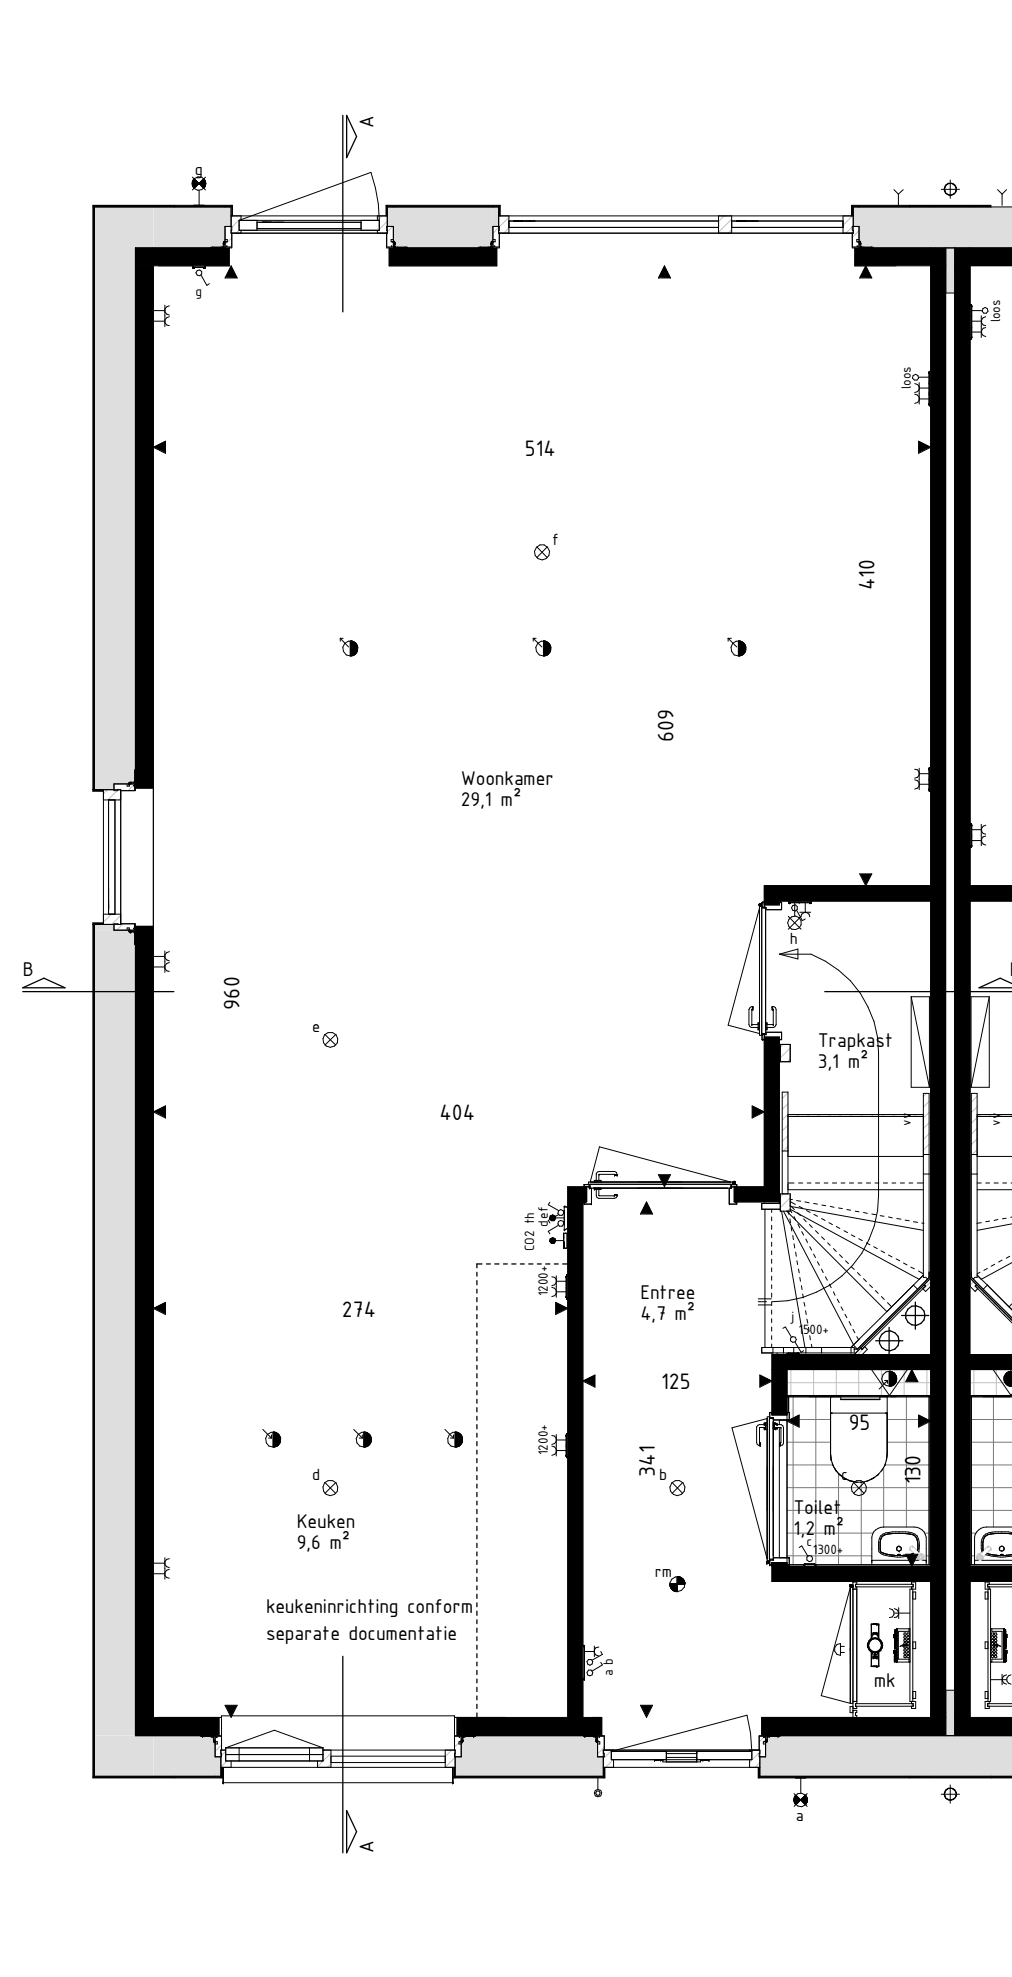 A
g
g
loos
loos
514
f
410
609
Woonkamer
29,1 m²
h
B
960
e
Trapkast
3,1 m²
404
vv
vv
CO2 th
def
1200+
Entree
4,7 m²
274
j
1500+
125
95
1200+
341
130
d
b
c
Keuken
9,6 m²
Toilet
1,2 m²
c
1300+
rm
keukeninrichting conform
separate documentatie
a b
mk
a
A